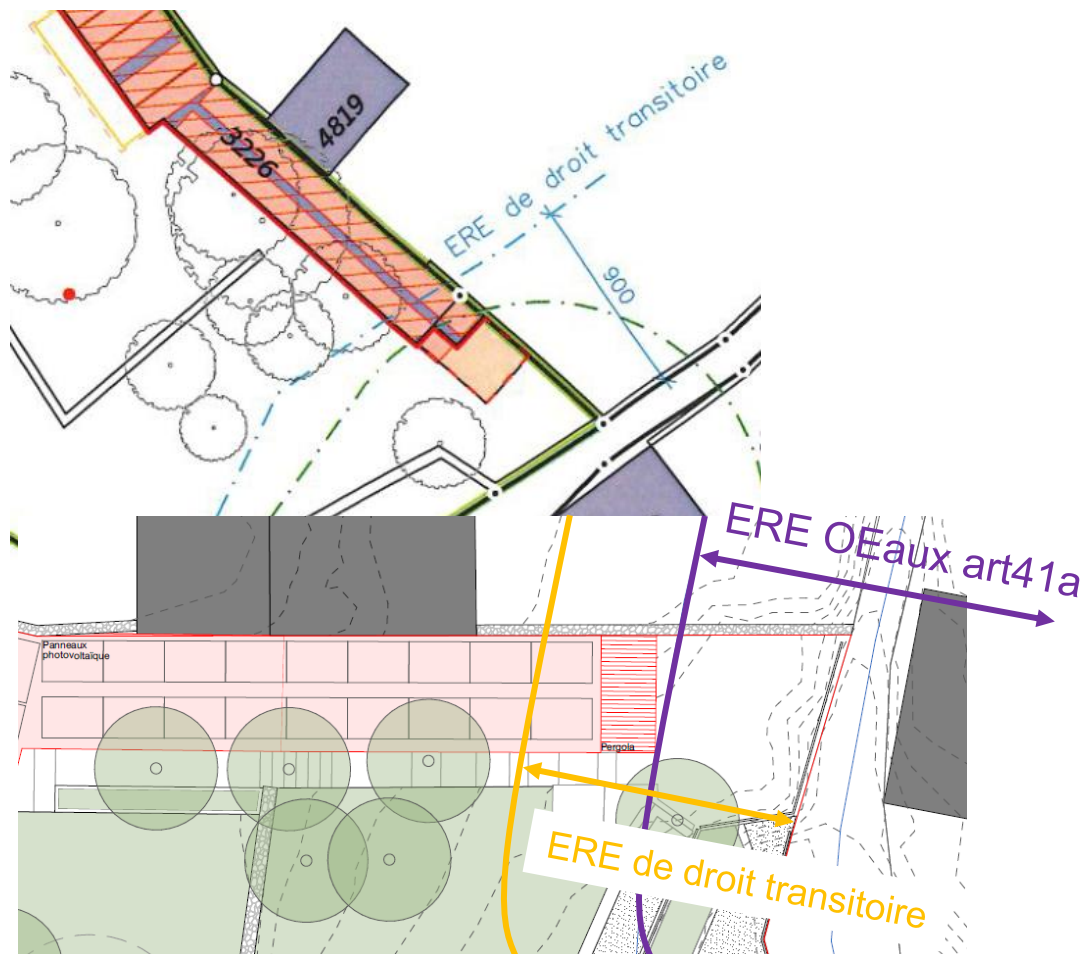 4819
3226
ERE de droit transitoire
900
ERE OEaux art41a
Panneaux
photovoltaïque
Pergola
ERE de droit transitoire